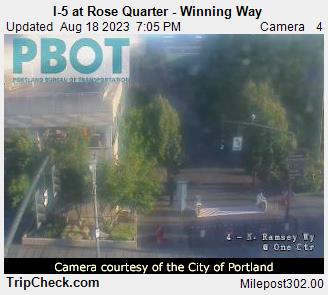 I-5 at Rose Quarter - Winning Way
Updated Aug 18 2023 7:05 PM Camera 4
PBOT
PORTLAND BUREAU OF TRANSPORTATION
4 - N. Ramsey Wy
@ One Ctr
Camera courtesy of the City of Portland
TripCheck.com Milepost302.00